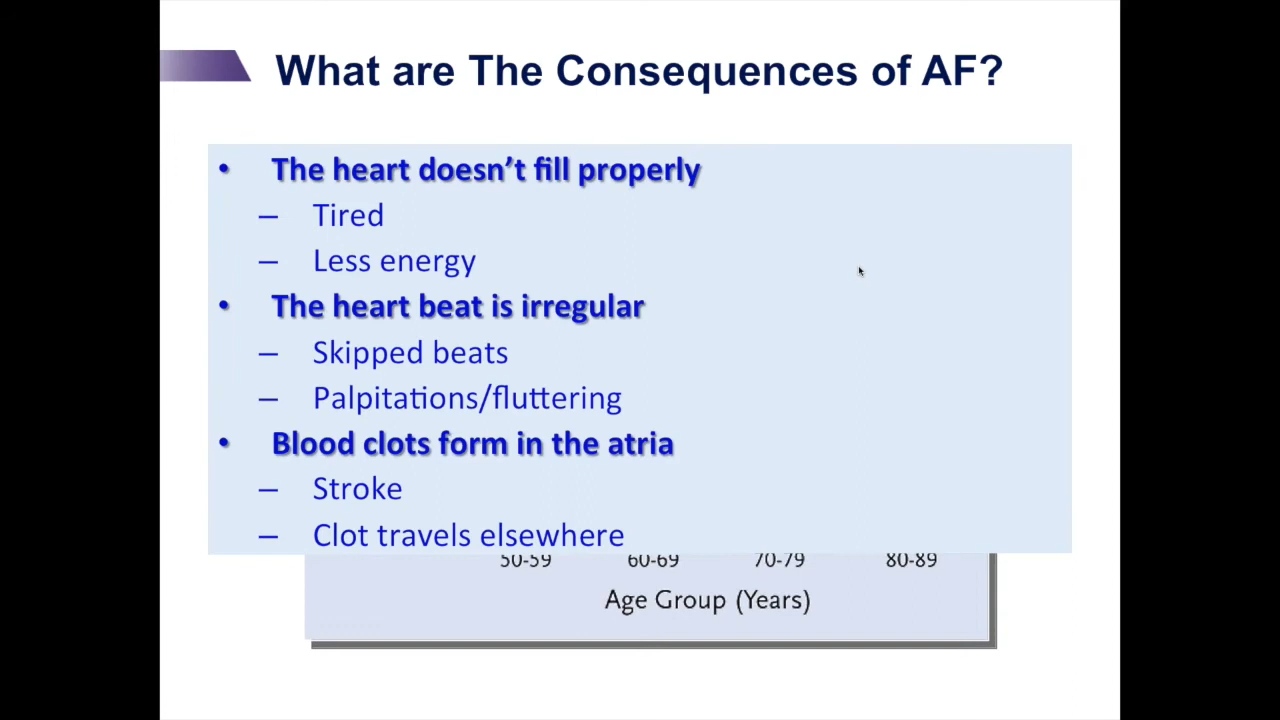 What are The Consequences of AF?
• The heart doesn't fill properly
– Tired
– Less energy
• The heart beat is irregular
– Skipped beats
– Palpitations/fluttering
• Blood clots form in the atria
– Stroke
– Clot travels elsewhere
50-59 60-69 70-79 80-89
Age Group (Years)